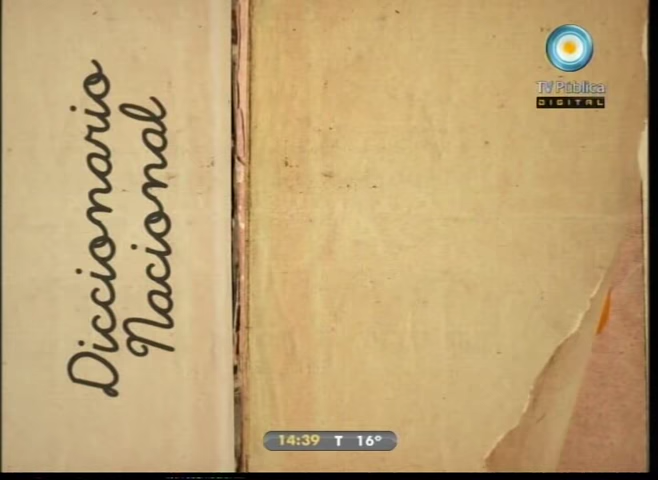 Diccionario
Nacional
TV Pública
DIGITAL
14:39 T 16°